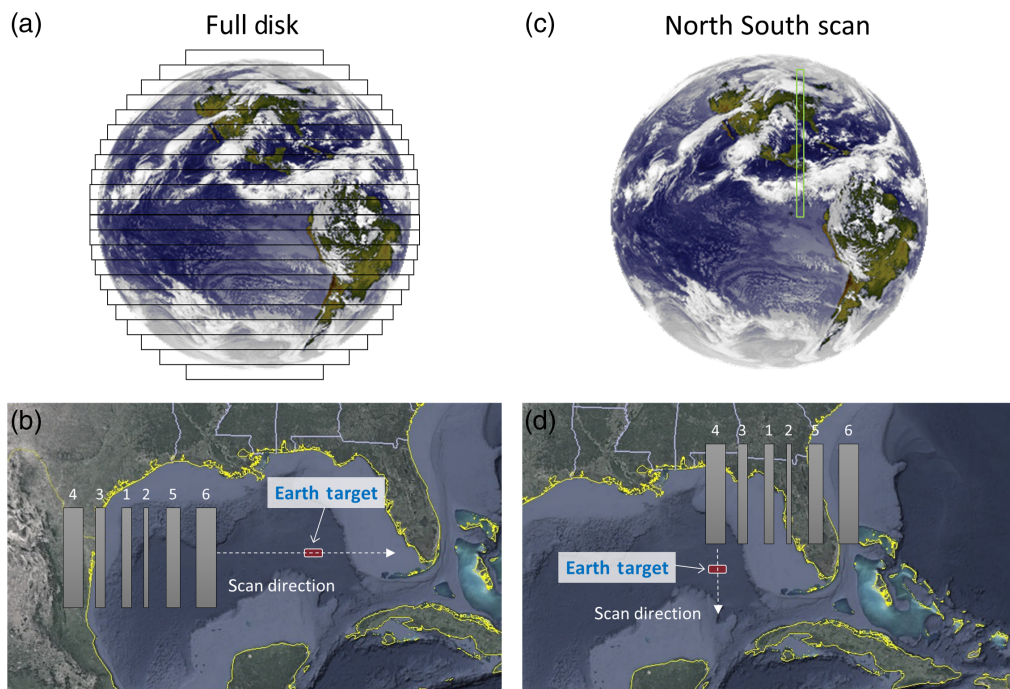 (a) Full disk
(c) North South scan
(b)
4 3 1 2 5 6
Earth target
Scan direction
(d)
4 3 1 2 5 6
Earth target
Scan direction